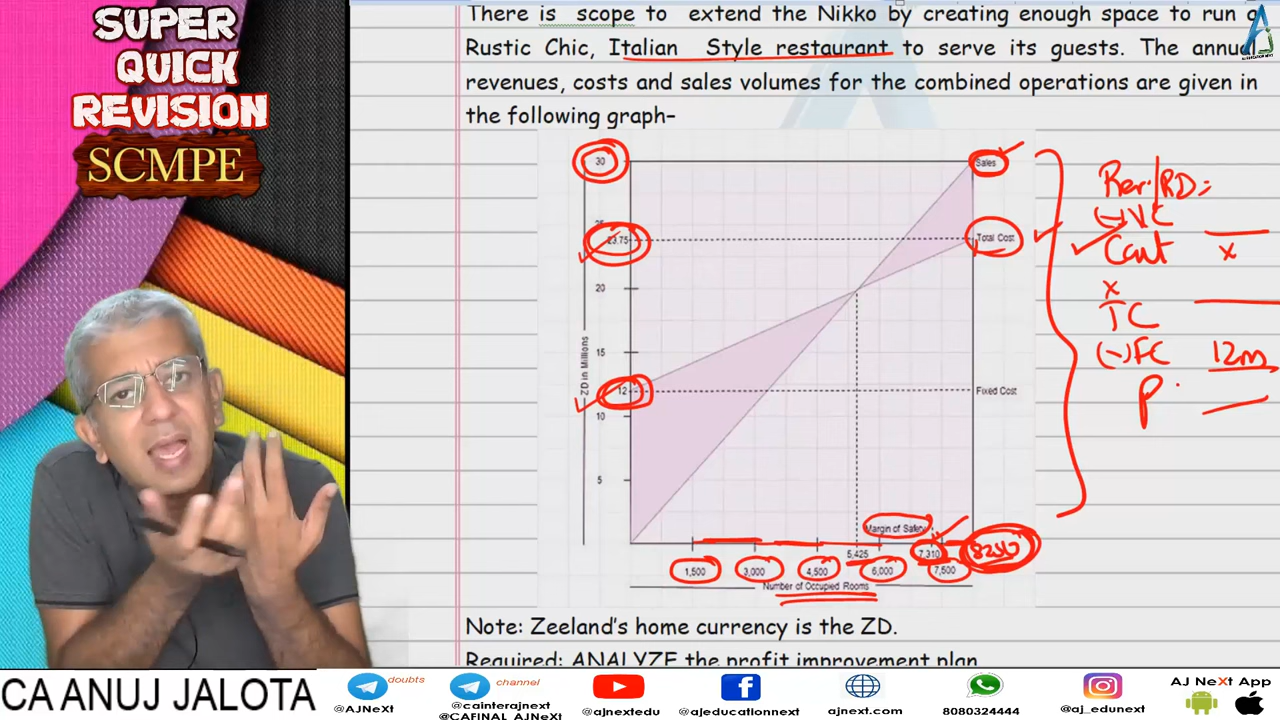 SUPER
QUICK
REVISION
SCMPE
There is scope to extend the Nikko by creating enough space to run a
Rustic Chic, Italian Style restaurant to serve its guests. The annual
revenues, costs and sales volumes for the combined operations are given in
the following graph–
30
Sales
23.75
Total Cost
20
15
12
Fixed Cost
10
5
ZD in Millions
Margin of Safety
5,425
7,310
8250
1,500
3,000
4,500
6,000
7,500
Number of Occupied Rooms
Rev./RD=
(-)VC
Cont x
x
TC
(-)FC 12m
P
Note: Zeeland's home currency is the ZD.
Required: ANALYZE the profit improvement plan
CA ANUJ JALOTA
doubts
@AJNeXt
channel
@cainterajnext
@CAFINAL_AJNeXt
@ajnextedu
@ajeducationnext
ajnext.com
8080324444
@aj_edunext
AJ NeXt App